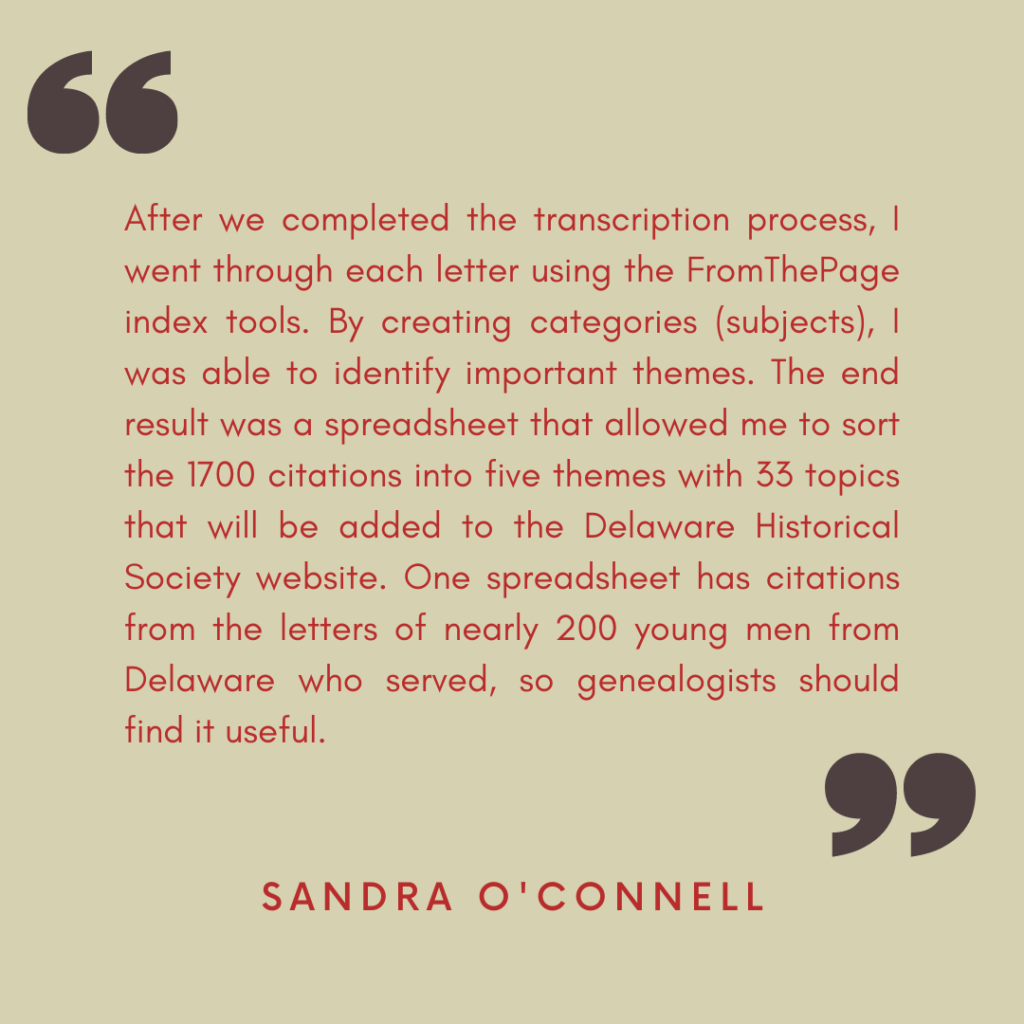 “
After we completed the transcription process, I
went through each letter using the FromThePage
index tools. By creating categories (subjects), I
was able to identify important themes. The end
result was a spreadsheet that allowed me to sort
the 1700 citations into five themes with 33 topics
that will be added to the Delaware Historical
Society website. One spreadsheet has citations
from the letters of nearly 200 young men from
Delaware who served, so genealogists should
find it useful.
”
SANDRA O'CONNELL